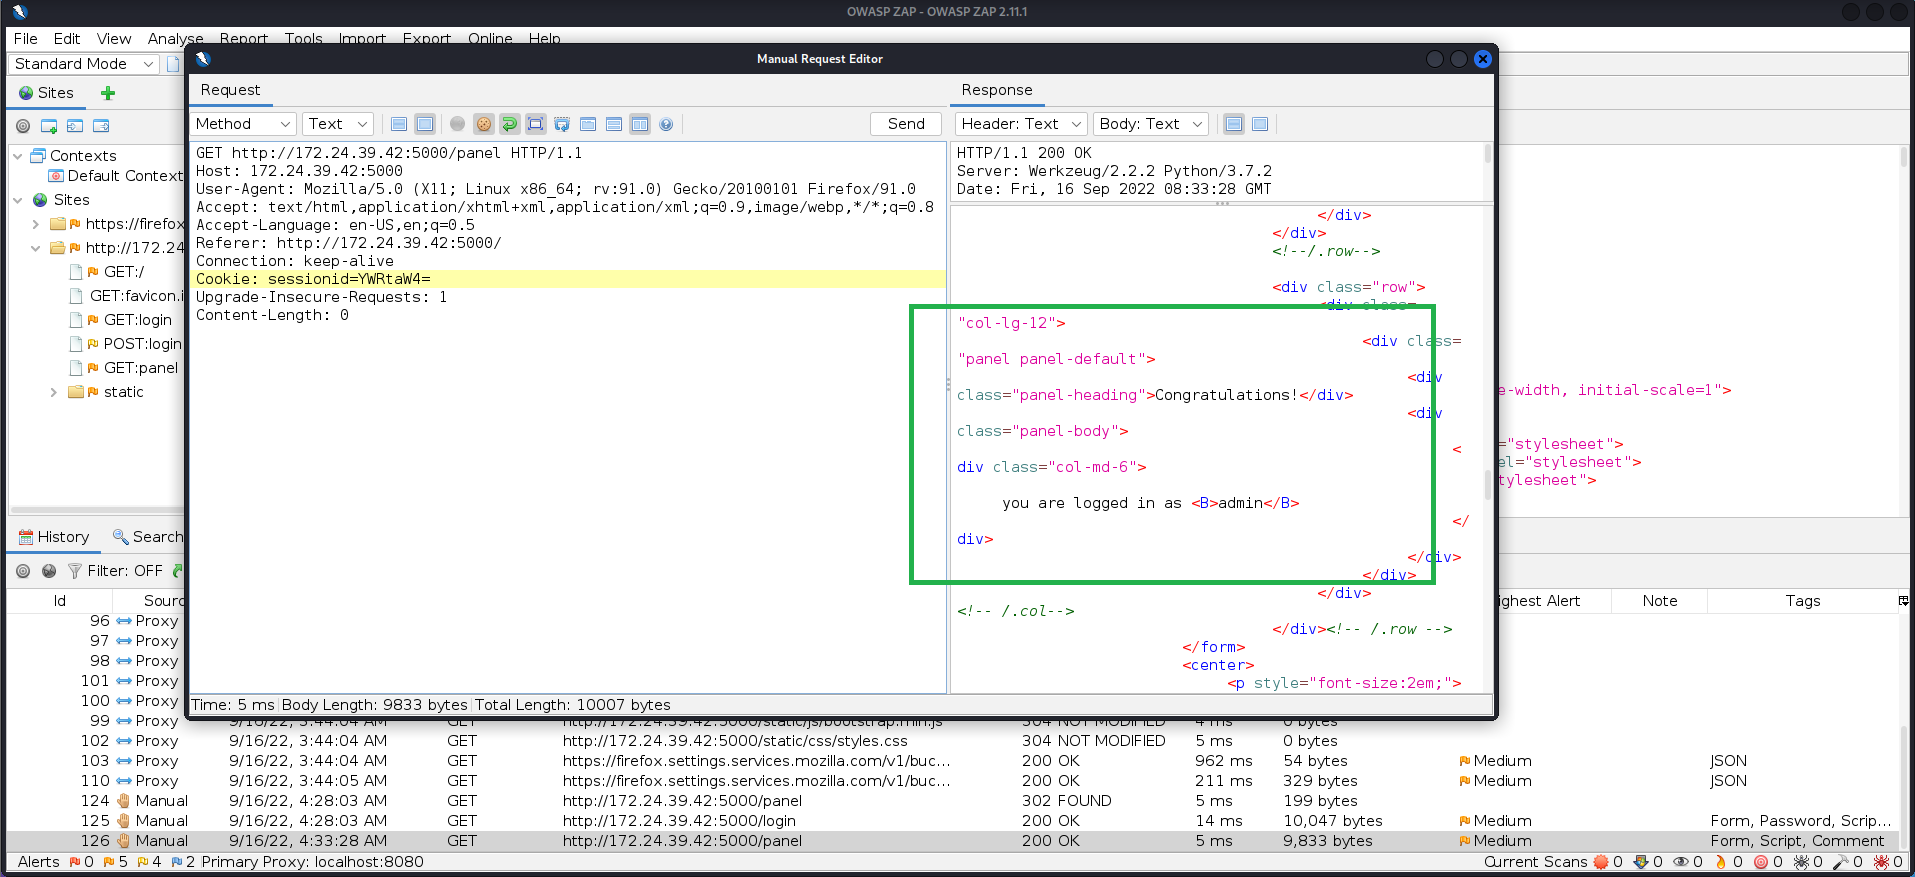 OWASP ZAP - OWASP ZAP 2.11.1
File Edit View Analyse Report Tools Import Export Online Help
Standard Mode
Manual Request Editor
Sites
Contexts
Default Context
Sites
https://firefox
http://172.24
GET:/
GET:favicon.i
GET:login
POST:login
GET:panel
static
Request
Method Text Send
GET http://172.24.39.42:5000/panel HTTP/1.1
Host: 172.24.39.42:5000
User-Agent: Mozilla/5.0 (X11; Linux x86_64; rv:91.0) Gecko/20100101 Firefox/91.0
Accept: text/html,application/xhtml+xml,application/xml;q=0.9,image/webp,*/*;q=0.8
Accept-Language: en-US,en;q=0.5
Referer: http://172.24.39.42:5000/
Connection: keep-alive
Cookie: sessionid=YWRtaW4=
Upgrade-Insecure-Requests: 1
Content-Length: 0
Response
Header: Text Body: Text
HTTP/1.1 200 OK
Server: Werkzeug/2.2.2 Python/3.7.2
Date: Fri, 16 Sep 2022 08:33:28 GMT
</div>
</div>
<!--/.row-->
<div class="row">
<div class=
"col-lg-12">
<div class=
"panel panel-default">
<div
class="panel-heading">Congratulations!</div>
<div
class="panel-body">
<
div class="col-md-6">
you are logged in as <B>admin</B>
</
div>
</div>
</div>
</div>
<!-- /.col-->
</div><!-- /.row -->
</form>
<center>
<p style="font-size:2em;">
Time: 5 ms Body Length: 9833 bytes Total Length: 10007 bytes
e-width, initial-scale=1">
="stylesheet">
el="stylesheet">
tylesheet">
History Search
Filter: OFF
Id Sourc ighest Alert Note Tags
96 Proxy
97 Proxy
98 Proxy
101 Proxy
100 Proxy
99 Proxy 9/16/22, 3:44:04 AM GET http://172.24.39.42:5000/static/js/bootstrap.min.js 304 NOT MODIFIED 4 ms 0 bytes
102 Proxy 9/16/22, 3:44:04 AM GET http://172.24.39.42:5000/static/css/styles.css 304 NOT MODIFIED 5 ms 0 bytes
103 Proxy 9/16/22, 3:44:04 AM GET https://firefox.settings.services.mozilla.com/v1/buc... 200 OK 962 ms 54 bytes Medium JSON
110 Proxy 9/16/22, 3:44:05 AM GET https://firefox.settings.services.mozilla.com/v1/buc... 200 OK 211 ms 329 bytes Medium JSON
124 Manual 9/16/22, 4:28:03 AM GET http://172.24.39.42:5000/panel 302 FOUND 5 ms 199 bytes
125 Manual 9/16/22, 4:28:03 AM GET http://172.24.39.42:5000/login 200 OK 14 ms 10,047 bytes Medium Form, Password, Scrip...
126 Manual 9/16/22, 4:33:28 AM GET http://172.24.39.42:5000/panel 200 OK 5 ms 9,833 bytes Medium Form, Script, Comment
Alerts 0 5 4 2 Primary Proxy: localhost:8080 Current Scans 0 0 0 0 0 0 0 0